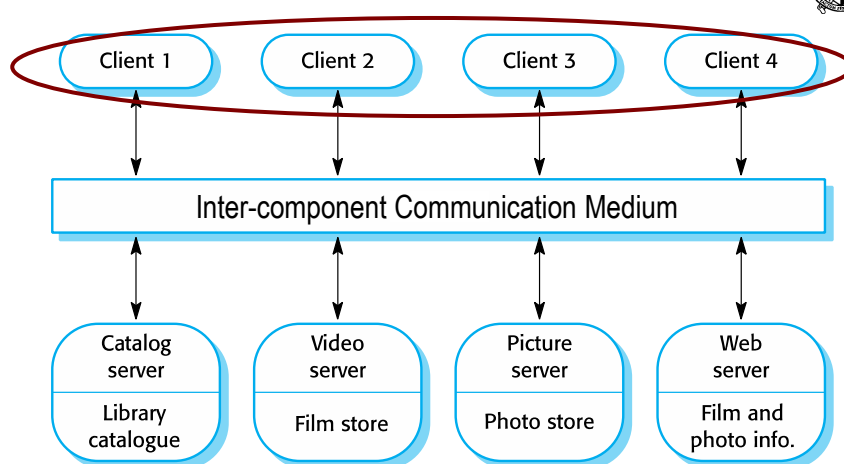 Client 1
Client 2
Client 3
Client 4
Inter-component Communication Medium
Catalog
server
Library
catalogue
Video
server
Film store
Picture
server
Photo store
Web
server
Film and
photo info.